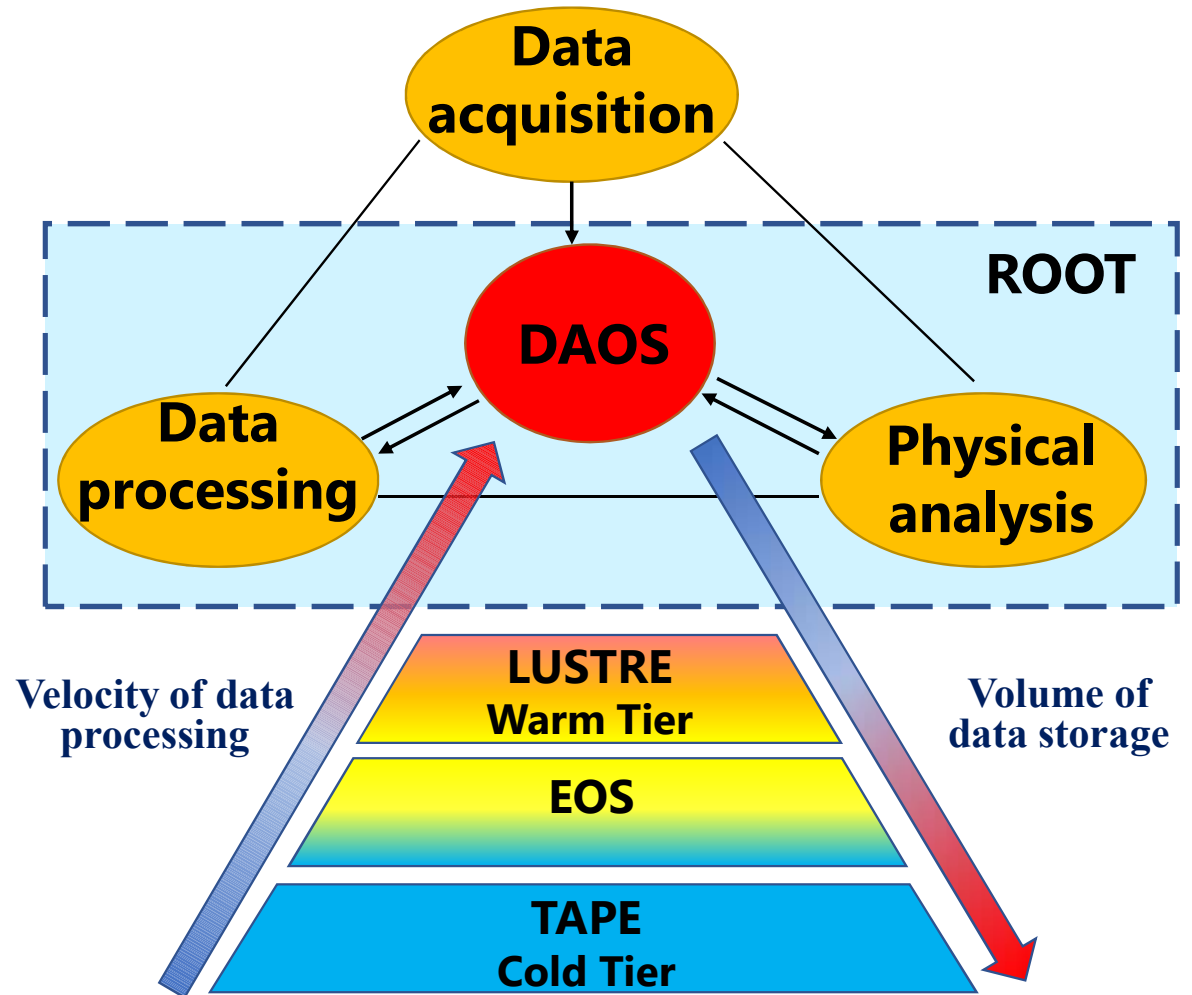 Data
acquisition
ROOT
DAOS
Data
processing
Physical
analysis
LUSTRE
Warm Tier
Velocity of data
processing
Volume of
data storage
EOS
TAPE
Cold Tier